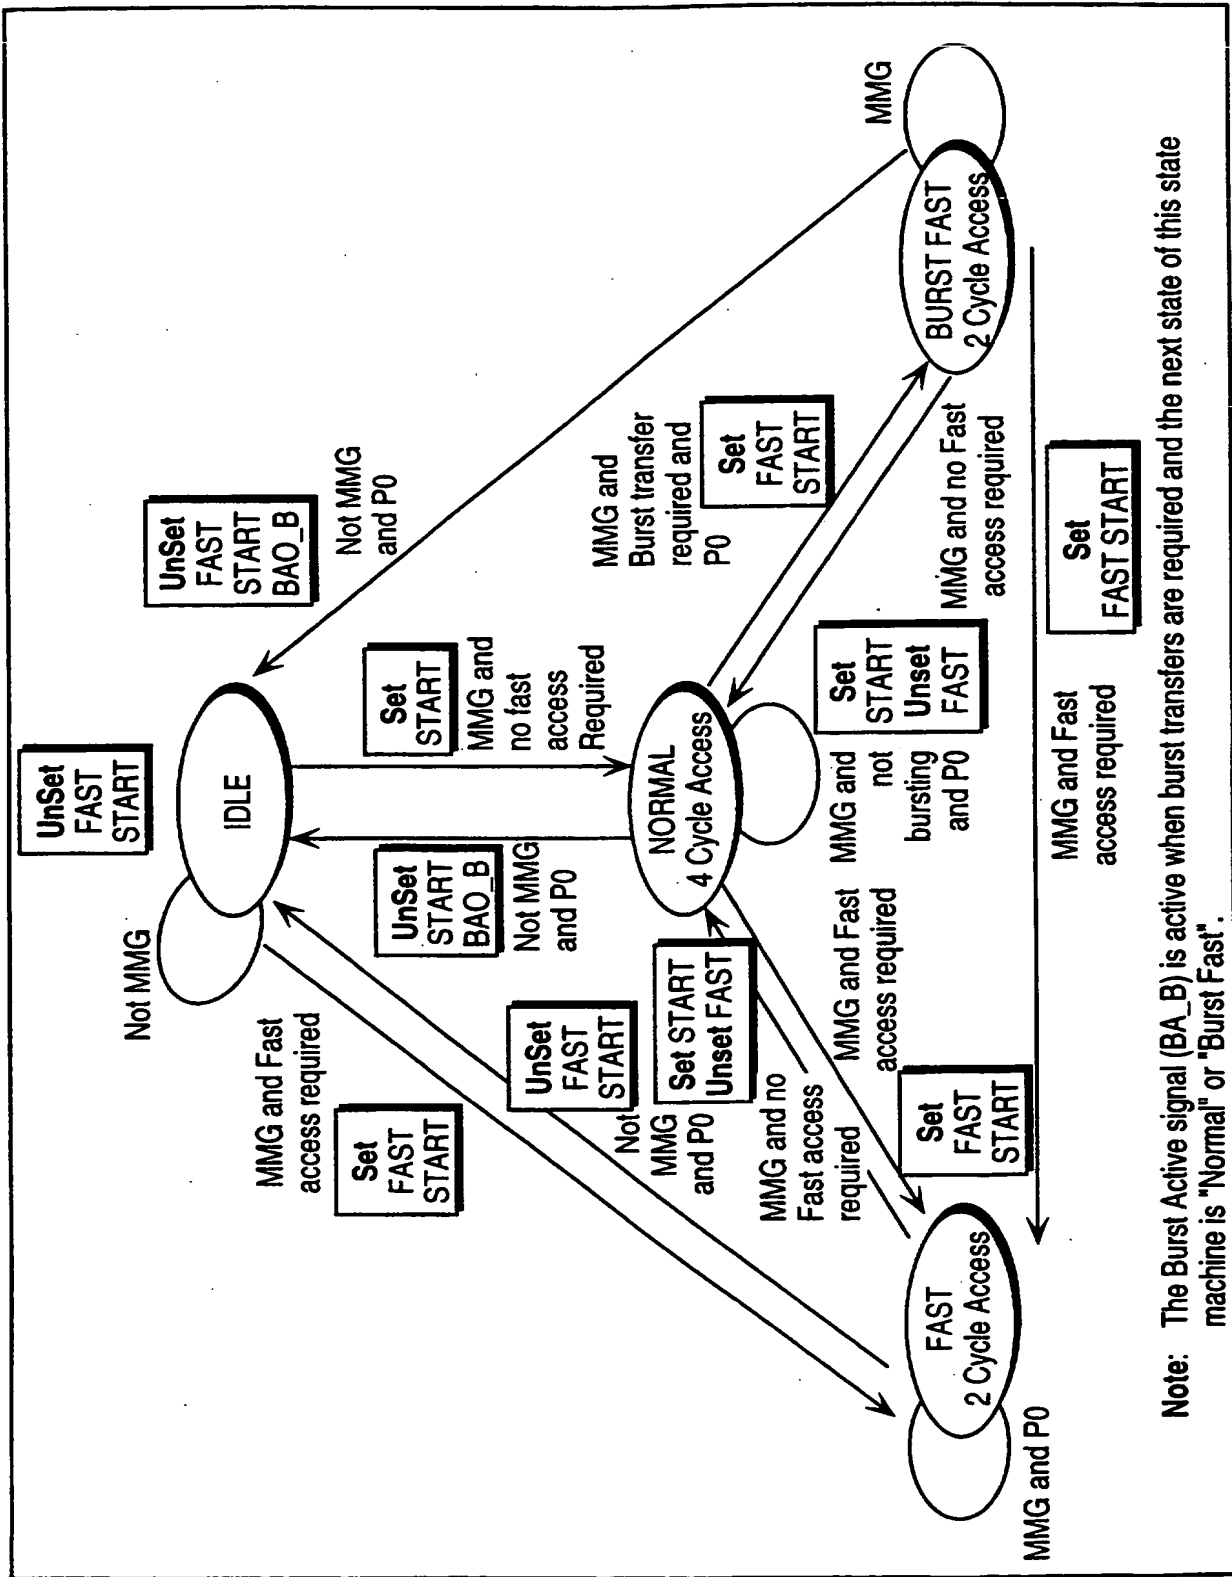 UnSet
FAST
START
Not MMG
IDLE
UnSet
FAST
START
BAO_B
Not MMG
and P0
MMG and Fast
access required
Set
FAST
START
UnSet
START
BAO_B
Not MMG
and P0
Set
START
MMG and
no fast
access
Required
UnSet
FAST
START
Not
MMG
and P0
Set START
Unset FAST
MMG and no
Fast access
required
NORMAL
4 Cycle Access
MMG and
Burst transfer
required and
P0
Set
FAST
START
MMG and Fast
access required
Set
FAST
START
MMG and
not
bursting
and P0
Set
START
Unset
FAST
MMG and no Fast
access required
MMG
BURST FAST
2 Cycle Access
FAST
2 Cycle Access
MMG and P0
MMG and Fast
access required
Set
FAST START
Note: The Burst Active signal (BA_B) is active when burst transfers are required and the next state of this state
machine is "Normal" or "Burst Fast".